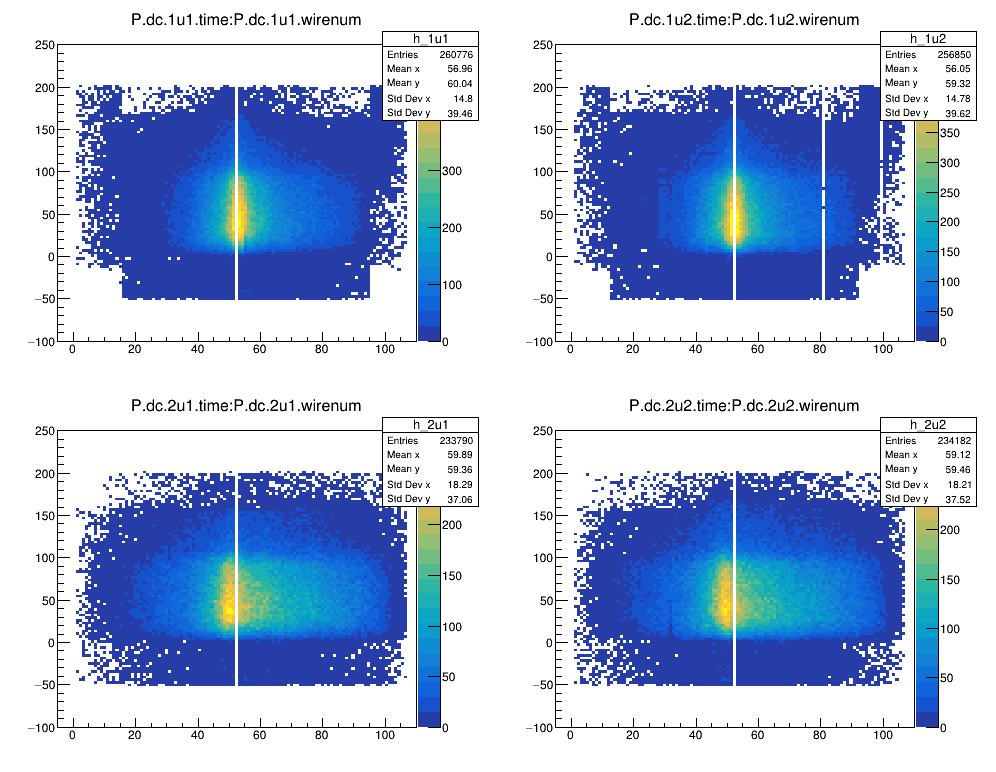 P.dc.1u1.time:P.dc.1u1.wirenum
h_1u1
Entries 260776
Mean x 56.96
Mean y 60.04
Std Dev x 14.8
Std Dev y 39.46
250
200
150
100
50
0
−50
−100
0 20 40 60 80 100
300
200
100
0
P.dc.1u2.time:P.dc.1u2.wirenum
h_1u2
Entries 256850
Mean x 56.05
Mean y 59.32
Std Dev x 14.78
Std Dev y 39.62
250
200
150
100
50
0
−50
−100
0 20 40 60 80 100
350
300
250
200
150
100
50
0
P.dc.2u1.time:P.dc.2u1.wirenum
h_2u1
Entries 233790
Mean x 59.89
Mean y 59.36
Std Dev x 18.29
Std Dev y 37.06
250
200
150
100
50
0
−50
−100
0 20 40 60 80 100
200
150
100
50
0
P.dc.2u2.time:P.dc.2u2.wirenum
h_2u2
Entries 234182
Mean x 59.12
Mean y 59.46
Std Dev x 18.21
Std Dev y 37.52
250
200
150
100
50
0
−50
−100
0 20 40 60 80 100
200
150
100
50
0